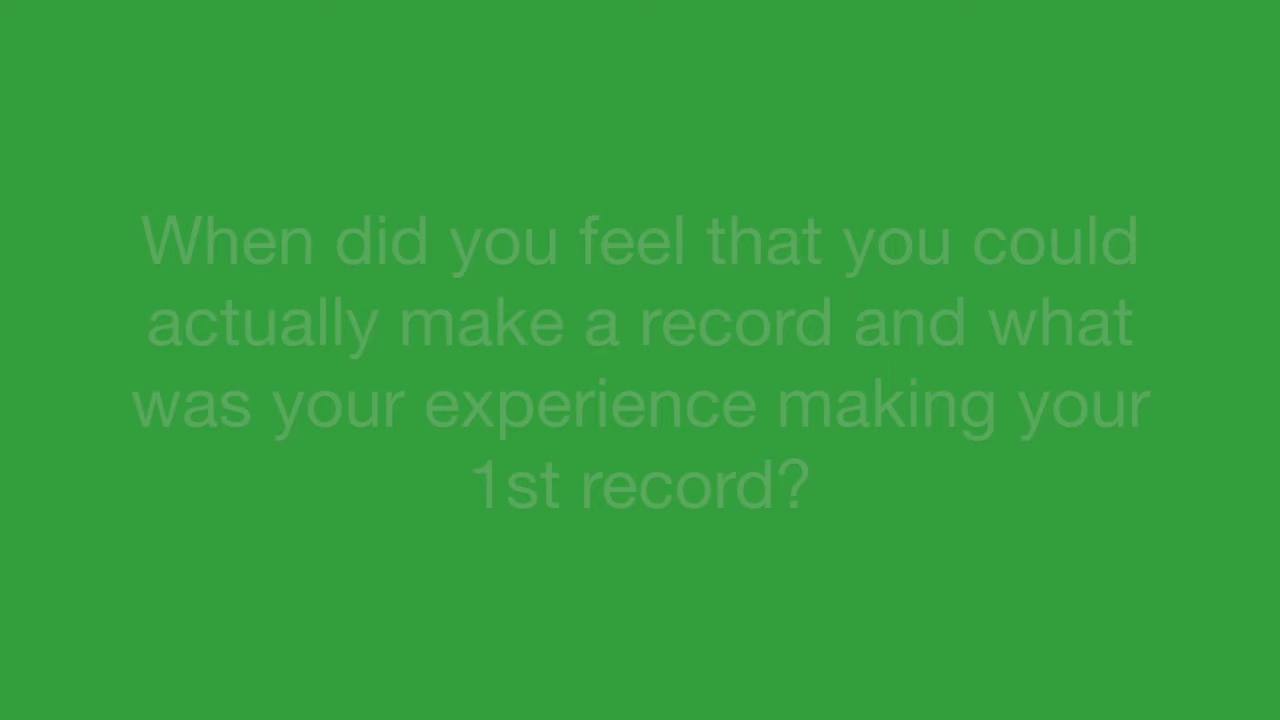 When did you feel that you could
actually make a record and what
was your experience making your
1st record?